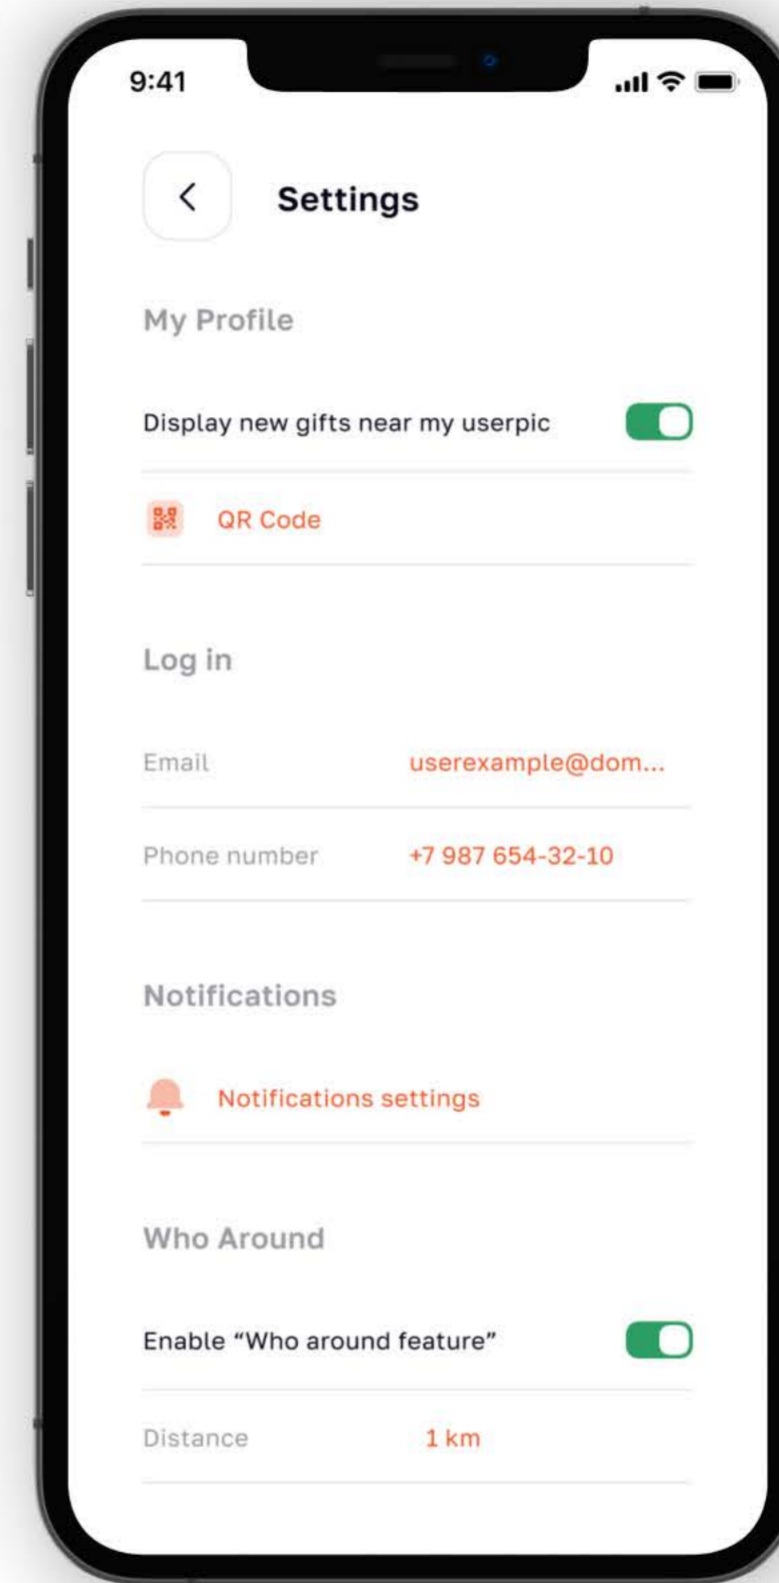 9:41
Settings
My Profile
Display new gifts near my userpic
QR Code
Log in
Email userexample@dom...
Phone number +7 987 654-32-10
Notifications
Notifications settings
Who Around
Enable “Who around feature”
Distance 1 km